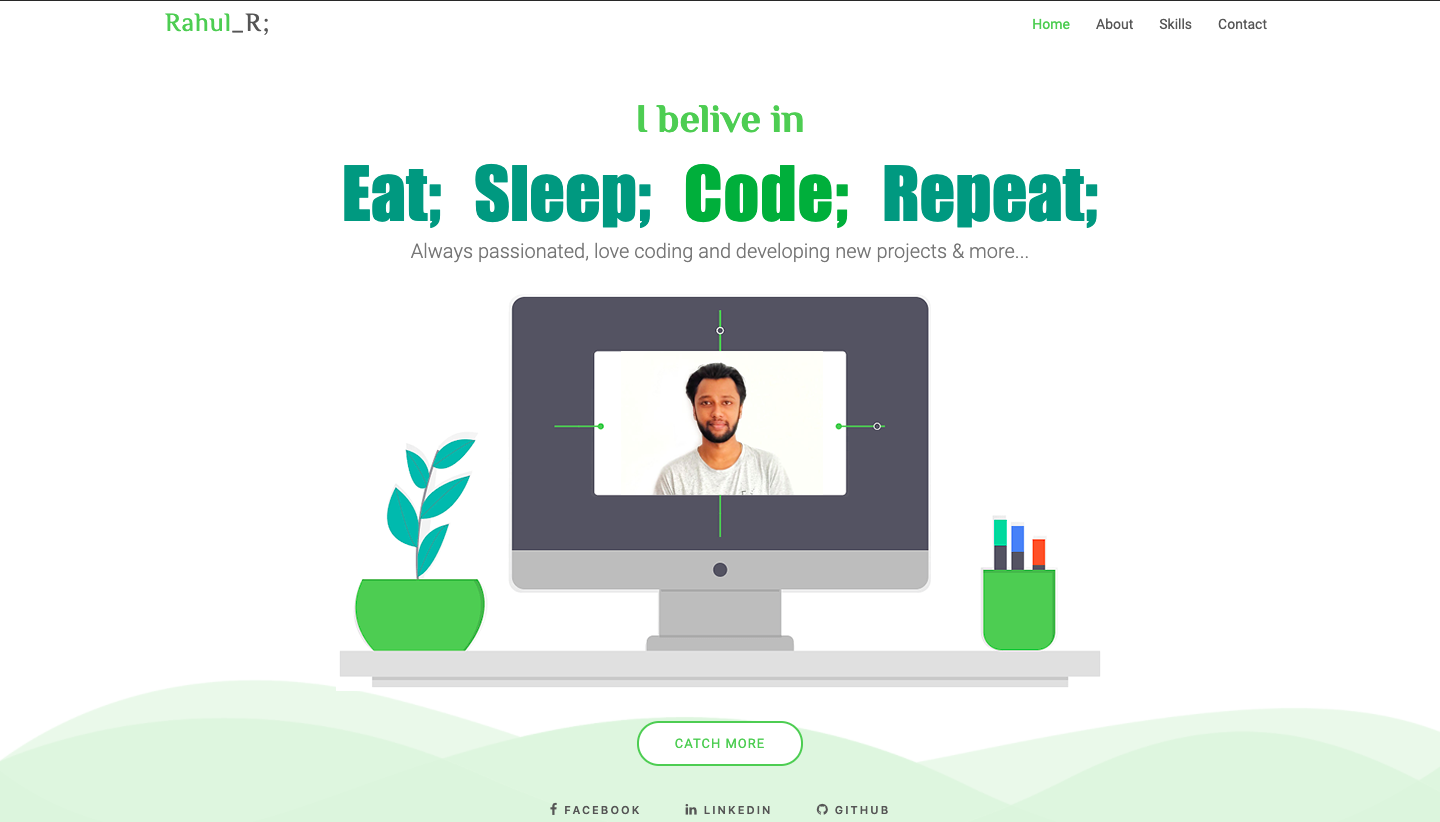 Rahul_R;
Home About Skills Contact
I belive in
Eat; Sleep; Code; Repeat;
Always passionated, love coding and developing new projects & more...
CATCH MORE
FACEBOOK LINKEDIN GITHUB